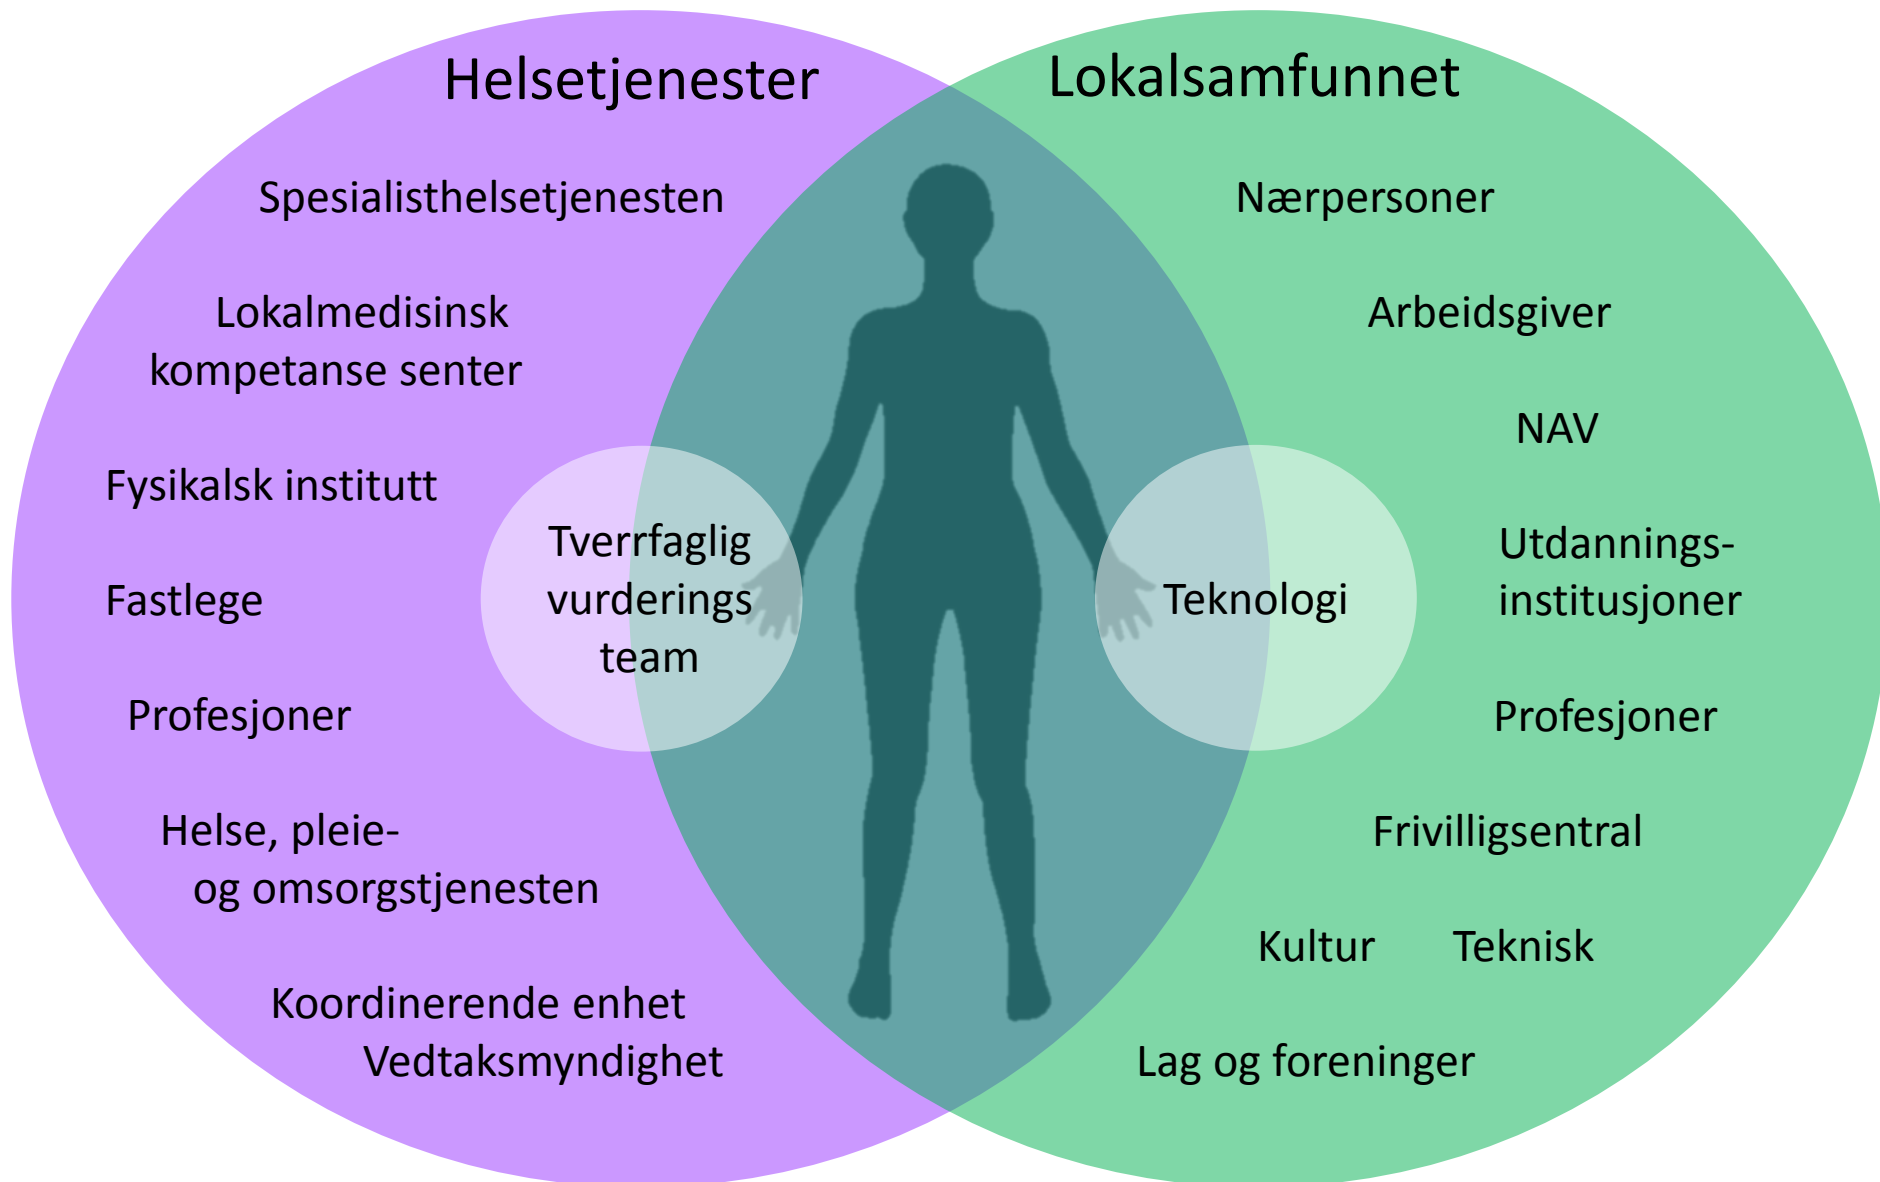 Helsetjenester
Spesialisthelsetjenesten
Lokalmedisinsk
kompetanse senter
Fysikalsk institutt
Fastlege
Profesjoner
Helse, pleie-
og omsorgstjenesten
Koordinerende enhet
Vedtaksmyndighet
Tverrfaglig
vurderings
team
Teknologi
Lokalsamfunnet
Nærpersoner
Arbeidsgiver
NAV
Utdannings-
institusjoner
Profesjoner
Frivilligsentral
Kultur Teknisk
Lag og foreninger